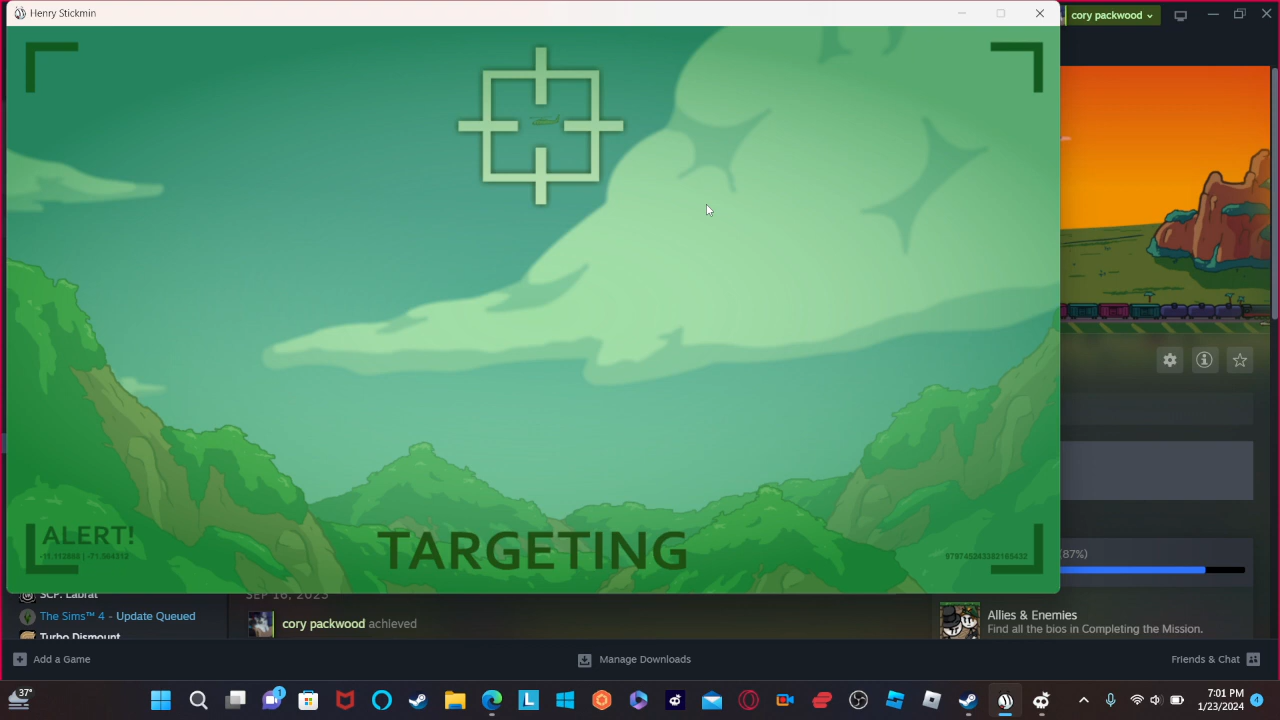 Henry Stickmin
cory packwood
ALERT!
TARGETING
(87%)
SEP 16, 2023
SCP: Labrat
The Sims™ 4 - Update Queued
Turbo Dismount
cory packwood achieved
Allies & Enemies
Find all the bios in Completing the Mission.
Add a Game
Manage Downloads
Friends & Chat
37°
1
7:01 PM
1/23/2024
4